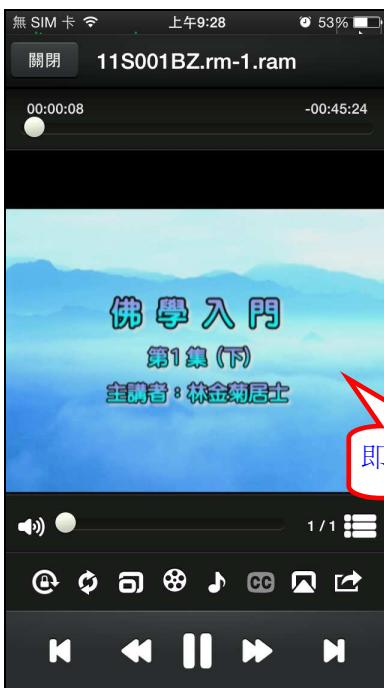 無 SIM 卡 上午9:28 53%
關閉 11S001BZ.rm-1.ram
00:00:08 -00:45:24
佛學入門
第1集(下)
主講者：林金菊居士
即
1/1
CC